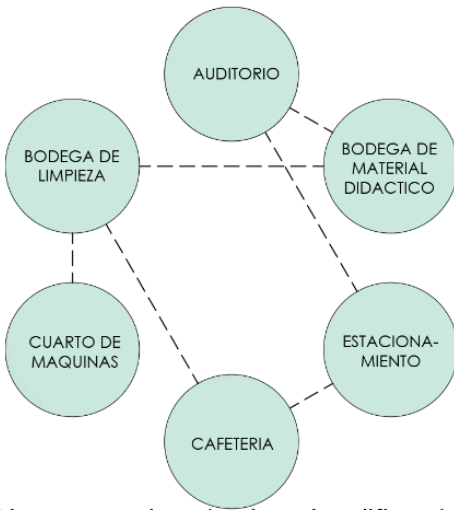 AUDITORIO
BODEGA DE
LIMPIEZA
BODEGA DE
MATERIAL
DIDACTICO
CUARTO DE
MAQUINAS
ESTACIONA-
MIENTO
CAFETERIA